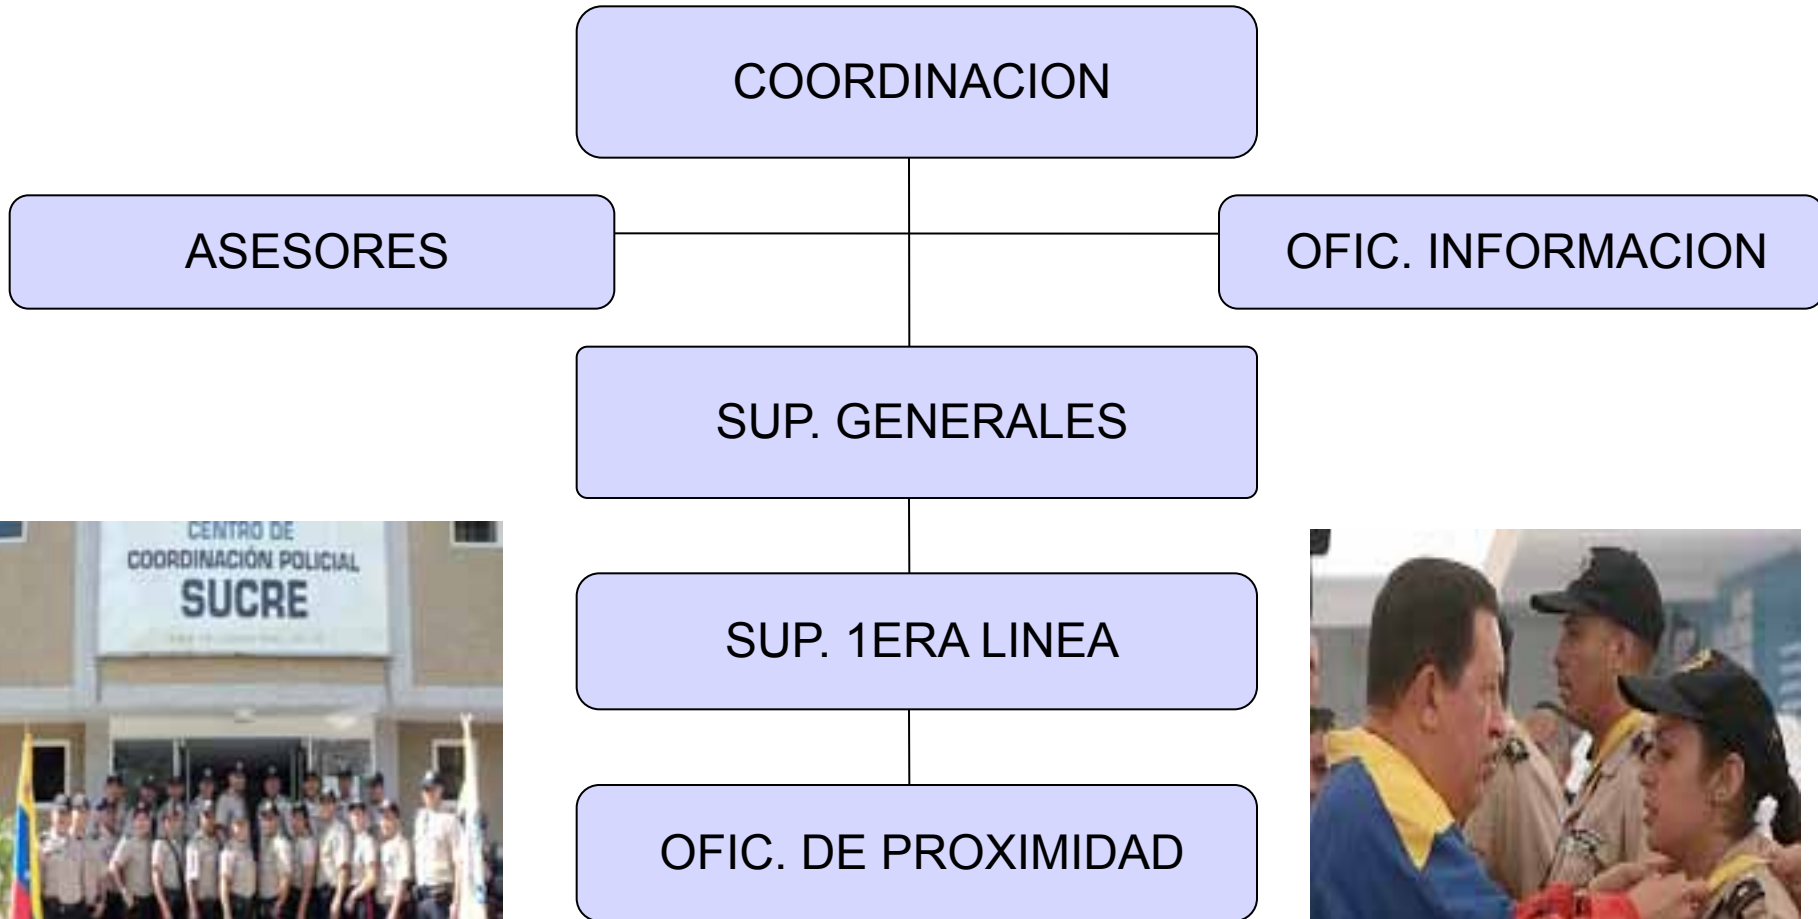 COORDINACION
ASESORES
OFIC. INFORMACION
SUP. GENERALES
CENTRO DE
COORDINACIÓN POLICIAL
SUCRE
SUP. 1ERA LINEA
OFIC. DE PROXIMIDAD